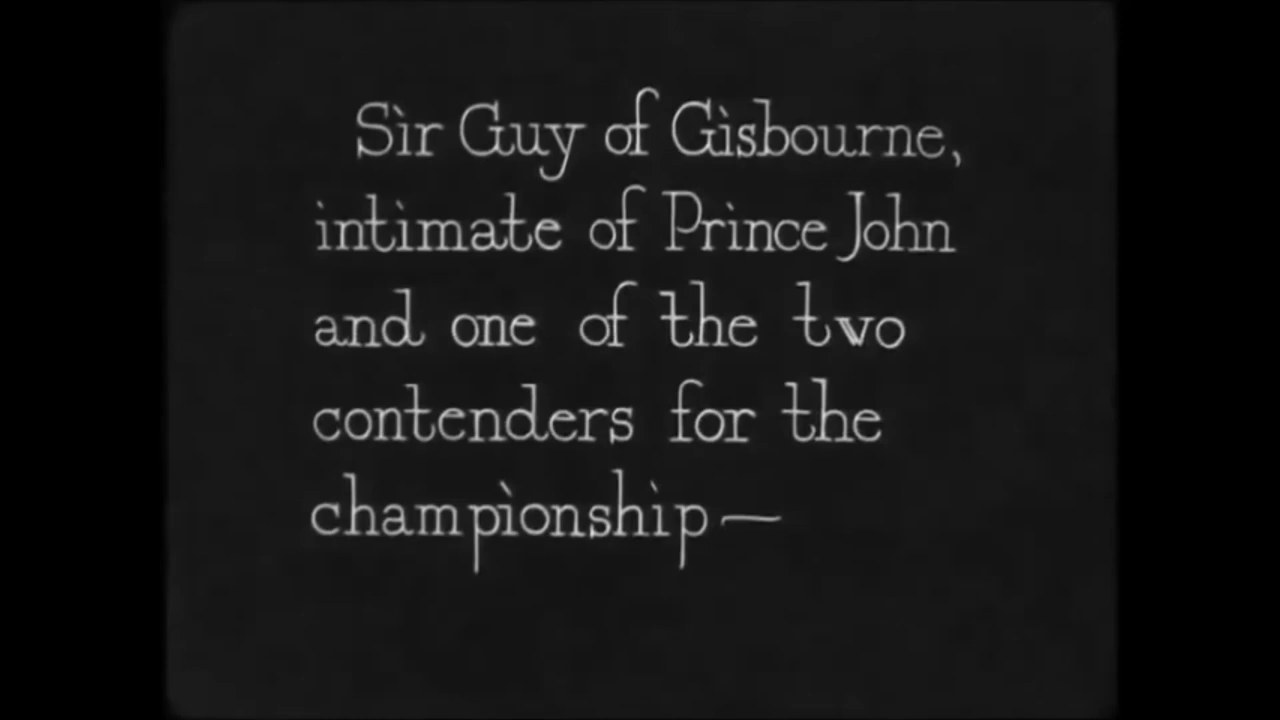 Sir Guy of Gisbourne,
intimate of Prince John
and one of the two
contenders for the
championship—